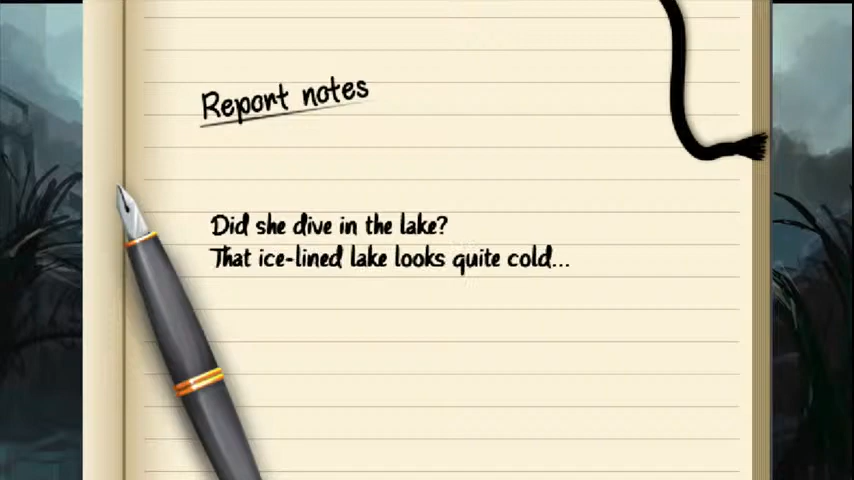 Report notes
Did she dive in the lake?
That ice-lined lake looks quite cold...